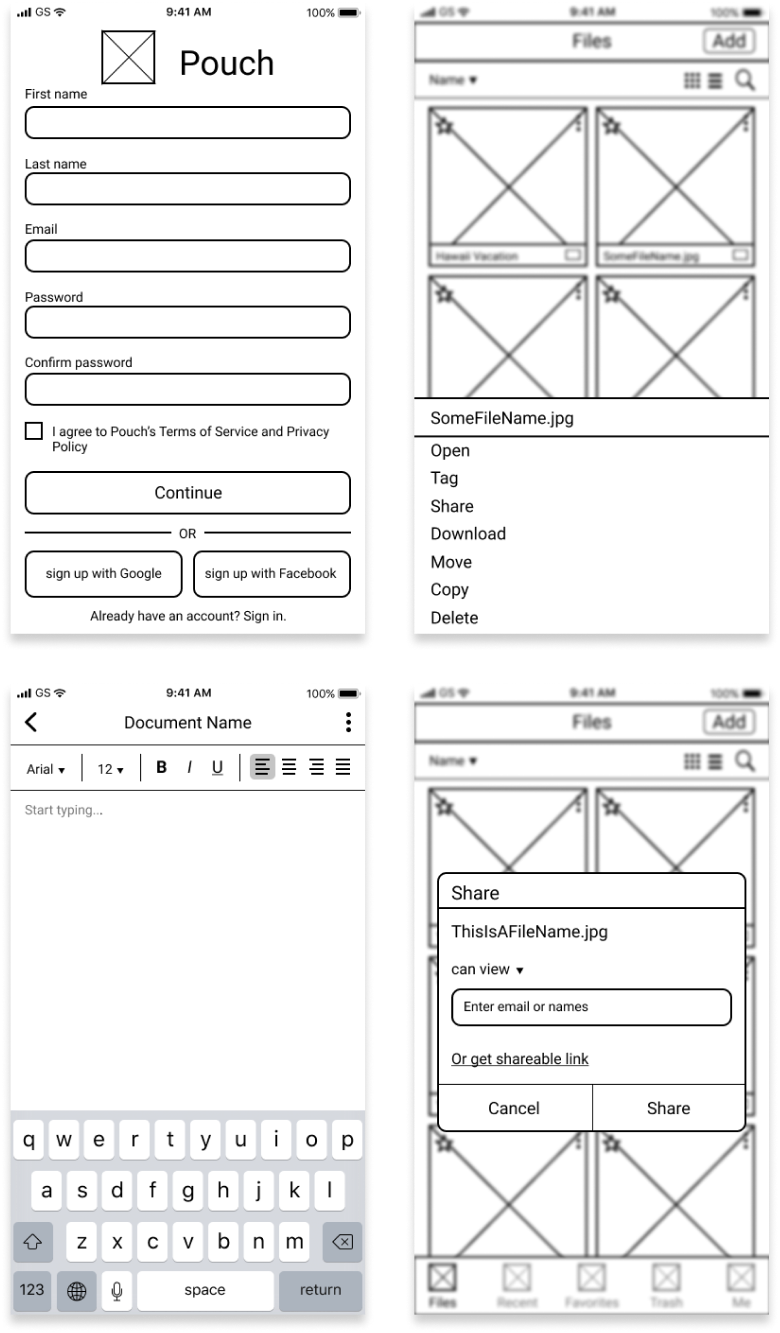 GS 9:41 AM 100%
Pouch
First name
Last name
Email
Password
Confirm password
I agree to Pouch's Terms of Service and Privacy
Policy
Continue
OR
sign up with Google sign up with Facebook
Already have an account? Sign in.
GS 9:41 AM 100%
Files Add
Name
Hawaii Vacation SomeFileName.jpg
SomeFileName.jpg
Open
Tag
Share
Download
Move
Copy
Delete
GS 9:41 AM 100%
Document Name
Arial 12 B I U
Start typing...
q w e r t y u i o p
a s d f g h j k l
z x c v b n m
123 space return
GS 9:41 AM 100%
Files Add
Name
Share
ThisIsAFileName.jpg
can view
Enter email or names
Or get shareable link
Cancel Share
Files Recent Favorites Trash Me